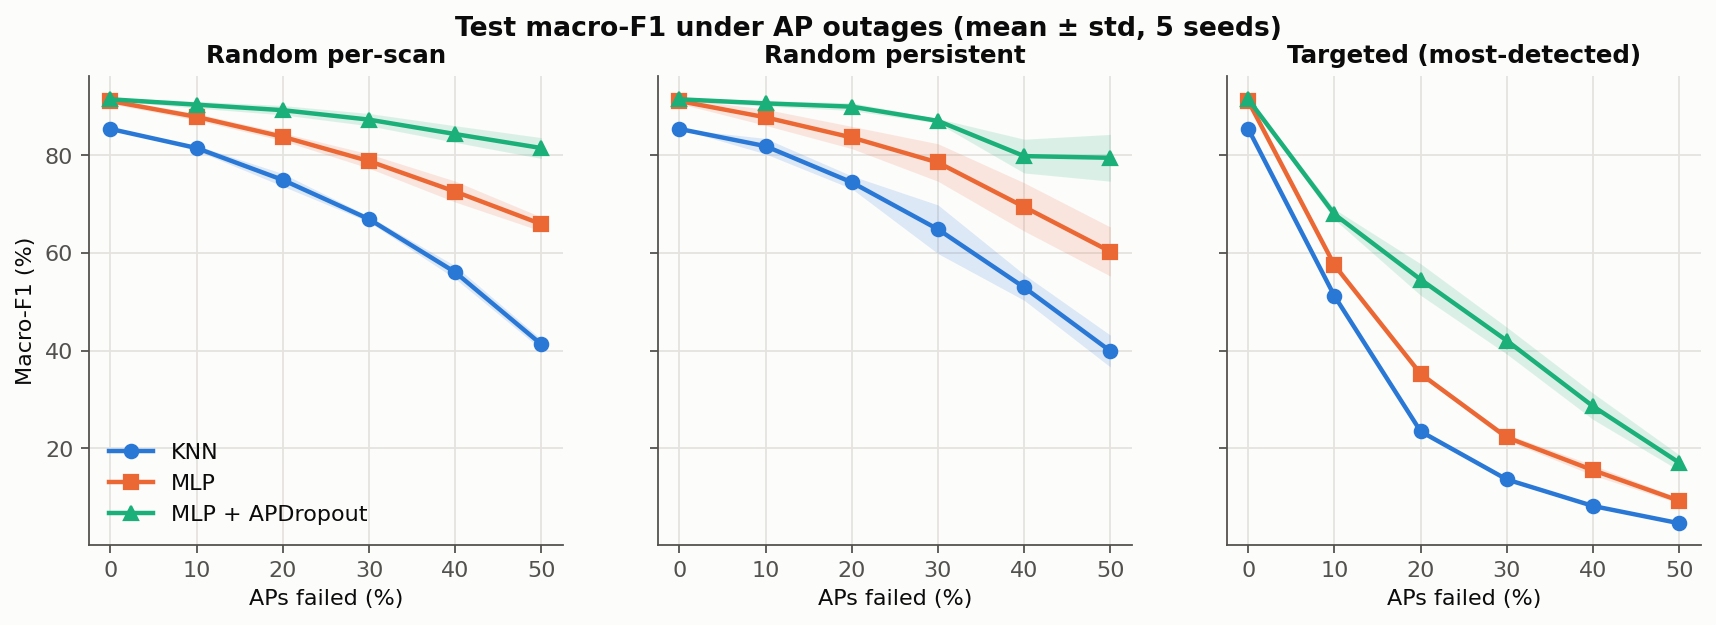 Test macro-F1 under AP outages (mean ± std, 5 seeds)
Random per-scan
Random persistent
Targeted (most-detected)
Macro-F1 (%)
80
60
40
20
KNN
MLP
MLP + APDropout
0 10 20 30 40 50
0 10 20 30 40 50
0 10 20 30 40 50
APs failed (%)
APs failed (%)
APs failed (%)